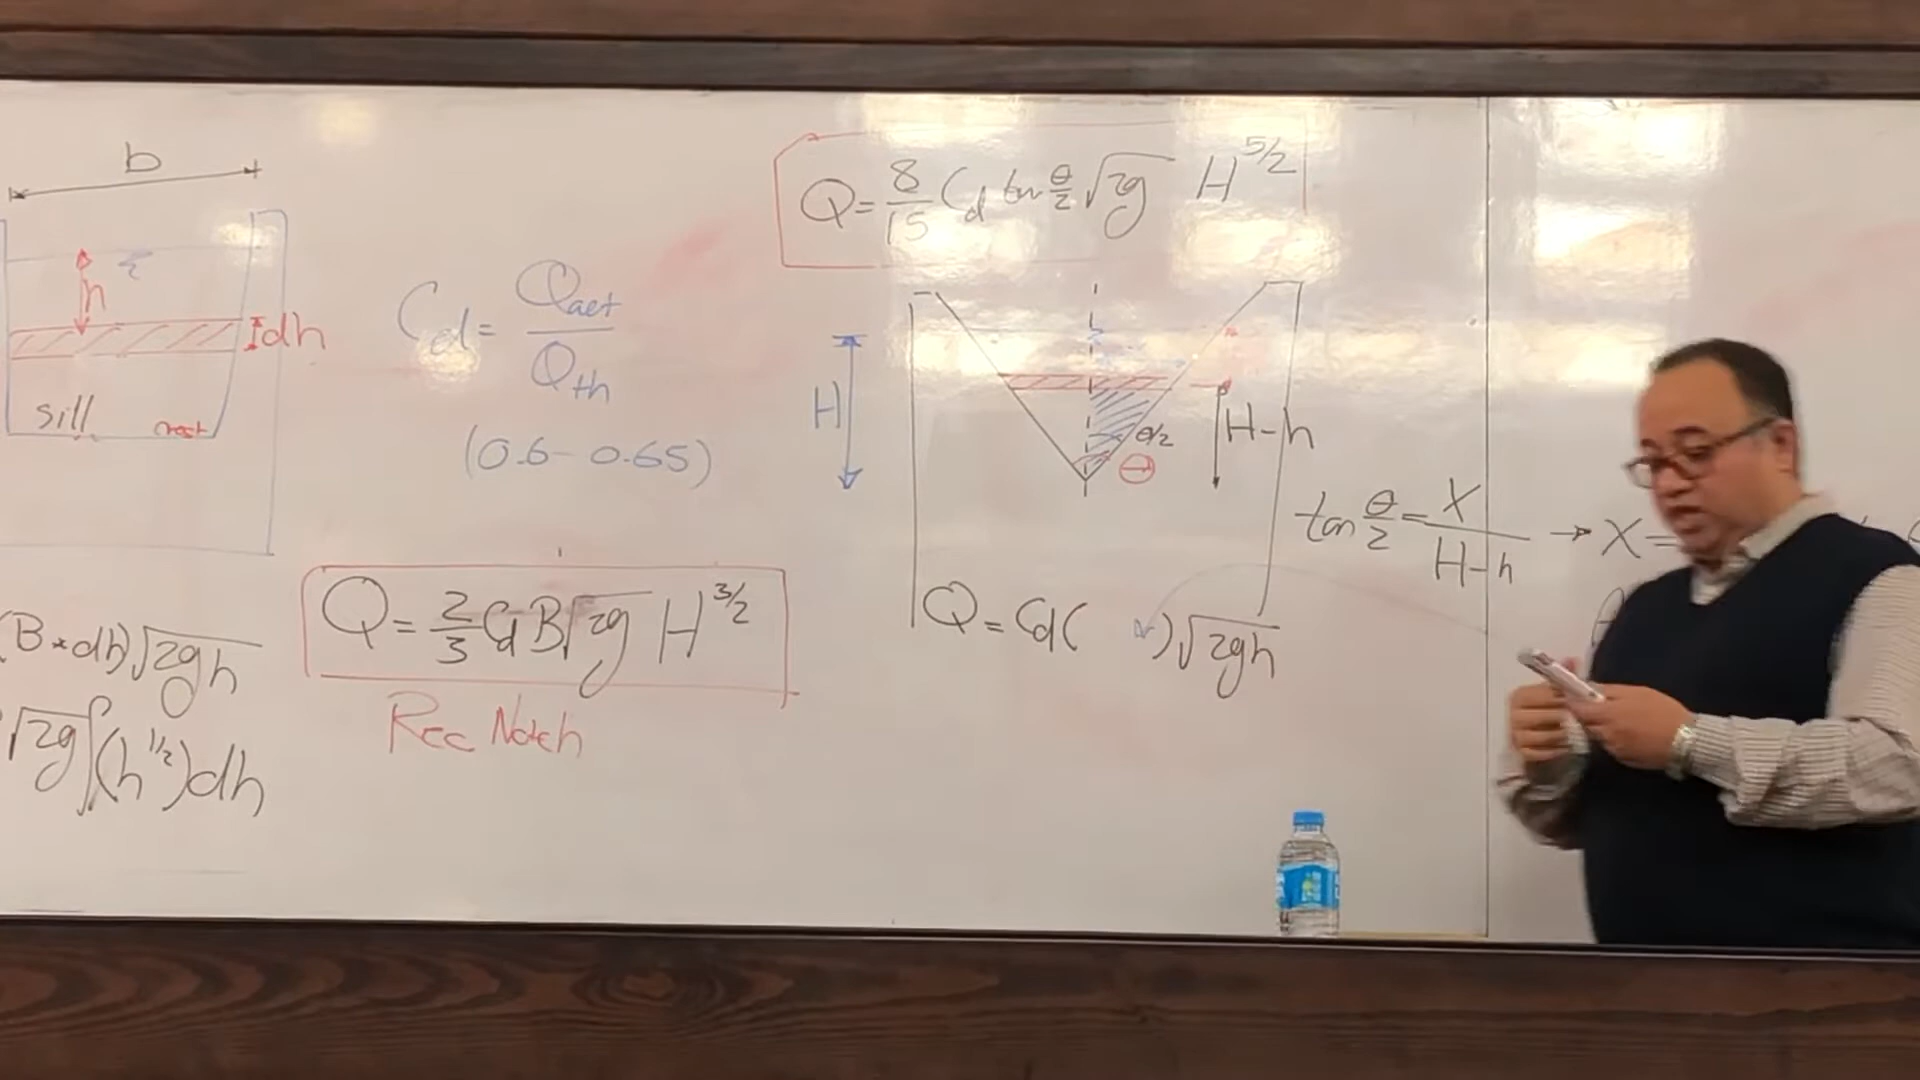 b
h
dh
sill
crest
(B*dh)√2gh
√2g∫(h^1/2)dh
Cd = Qact/Qth
(0.6 - 0.65)
Q = 2/3 Cd B √2g H^3/2
Rec Notch
Q = 8/15 Cd tan θ/2 √2g H^5/2
H
H-h
θ/2
θ
tan θ/2 = X/H-h → X=
Q = Cd( )√2gh